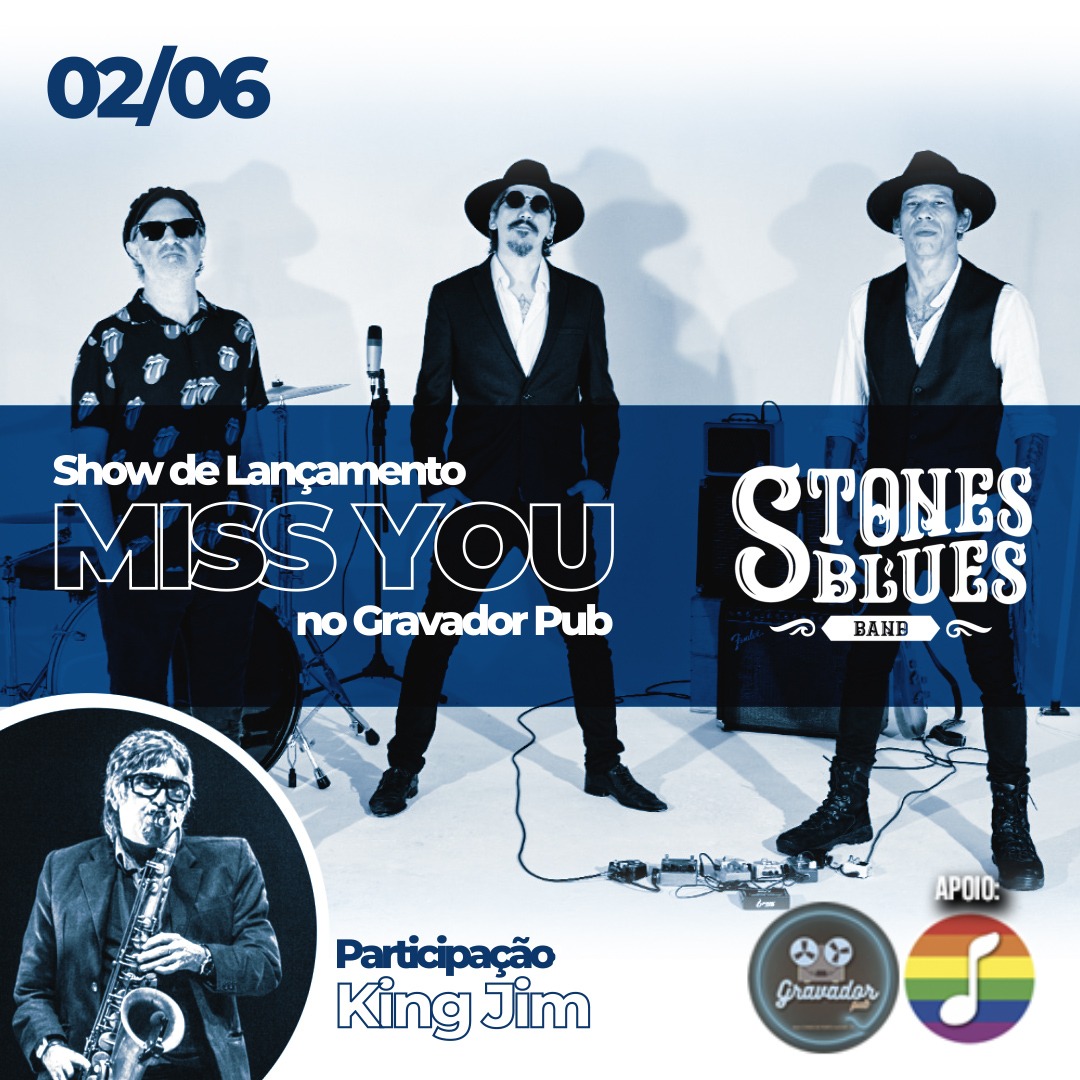 02/06
Show de Lançamento
MISS YOU
no Gravador Pub
STONES
BLUES
BAND
Fender
Participação
King Jim
APOIO:
Gravador
pub